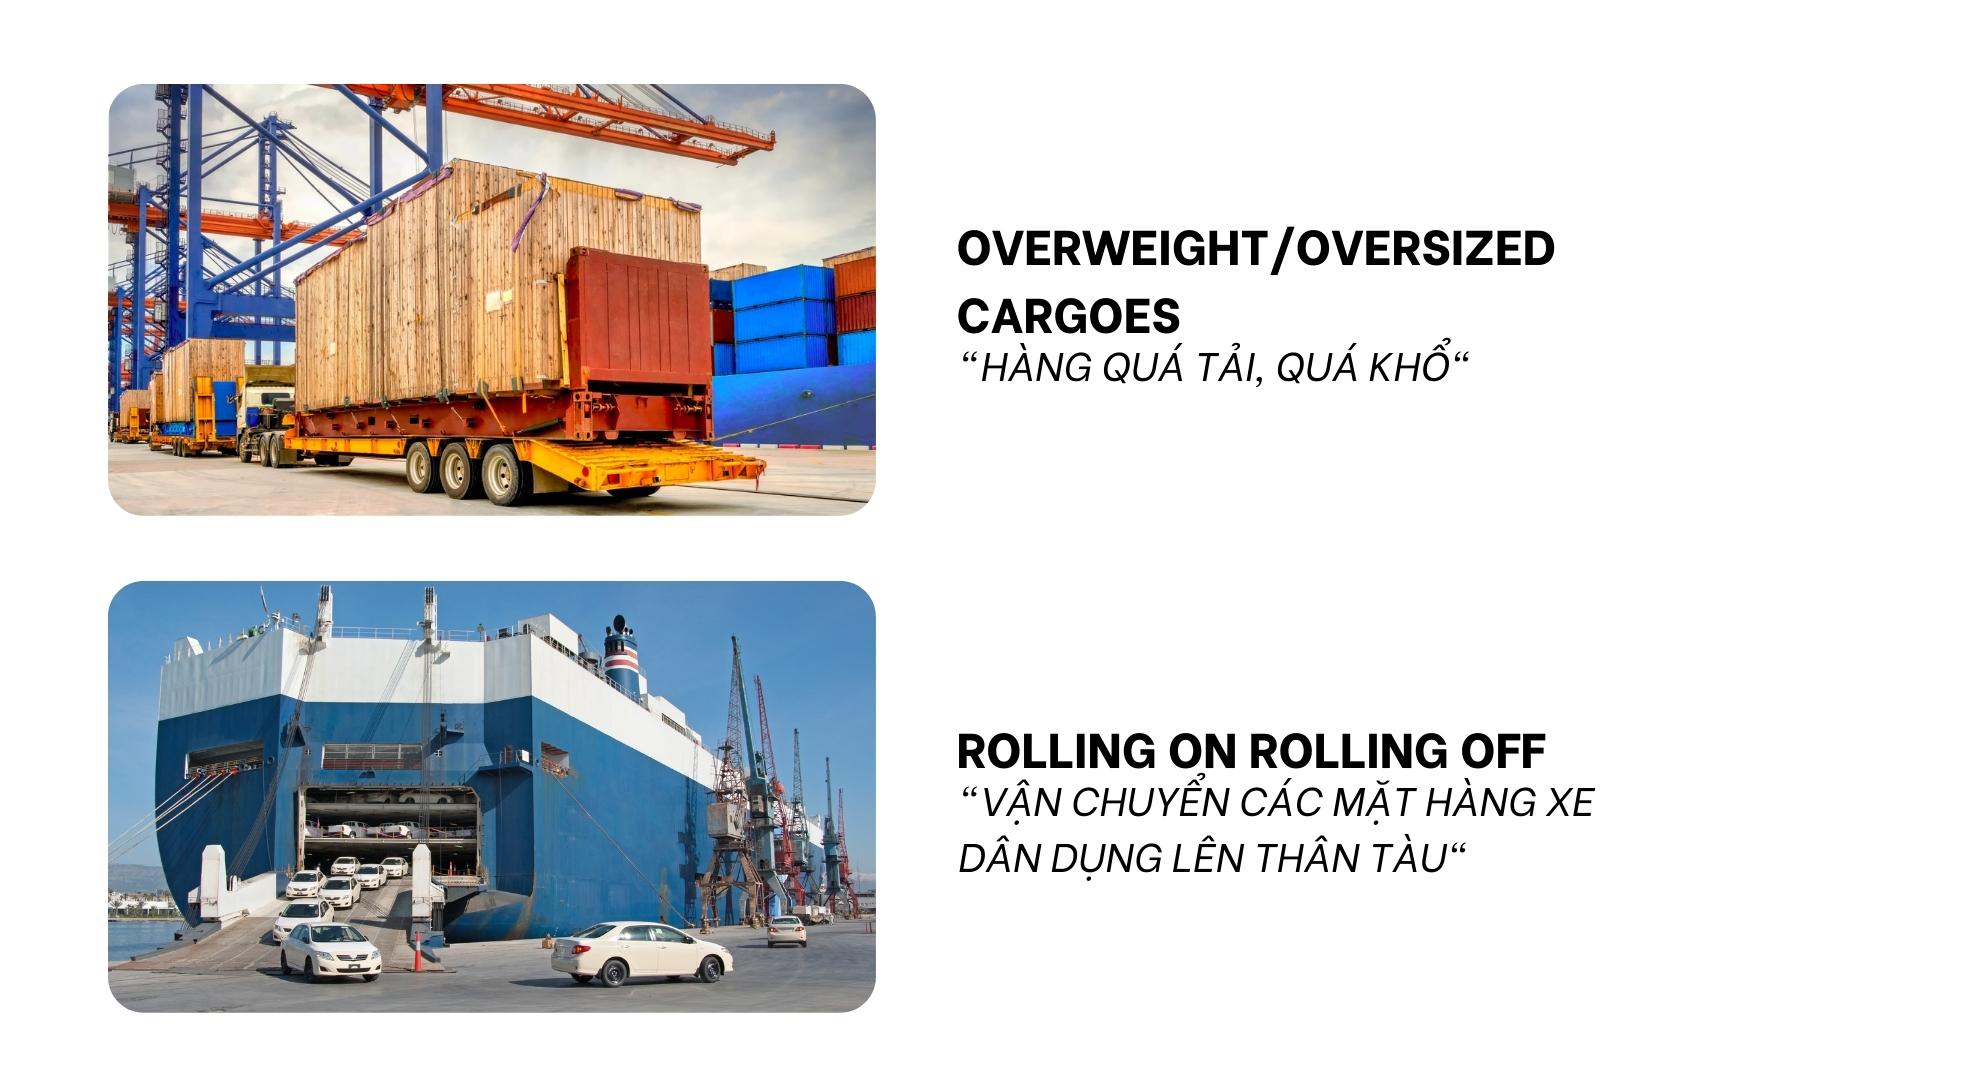 OVERWEIGHT/OVERSIZED
CARGOES
“HÀNG QUÁ TẢI, QUÁ KHỔ“
ROLLING ON ROLLING OFF
“VẬN CHUYỂN CÁC MẶT HÀNG XE
DÂN DỤNG LÊN THÂN TÀU“